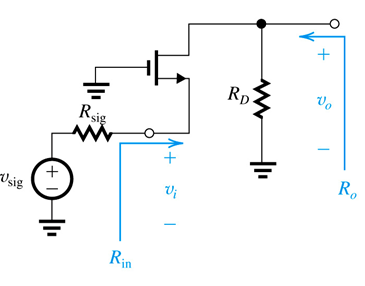 R_sig
R_D
+
v_o
−
v_sig
+
−
+
v_i
−
R_in
R_o